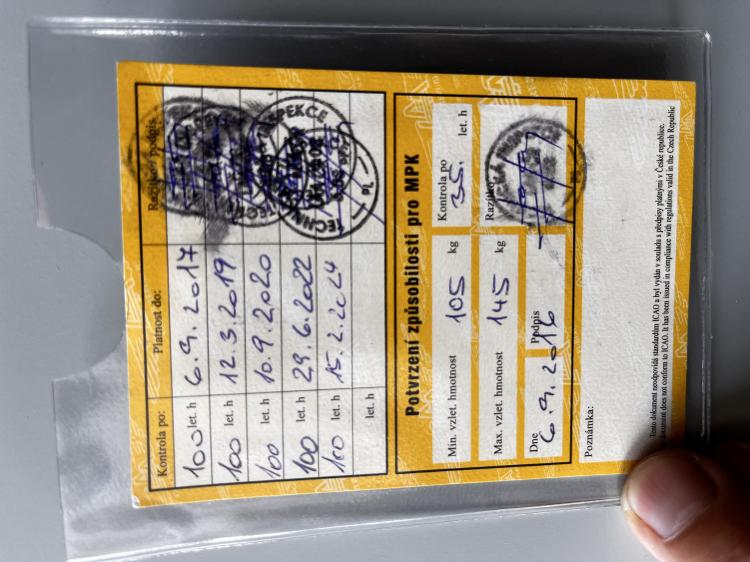 Kontrola po: Platnost do: Razítko, podpis
100 let. h 6.9.2017
100 let. h 12.3.2019
100 let. h 10.9.2020
100 let. h 29.6.2022
100 let. h 15.2.2024
let. h
INSPEKCE
TECHNI
Potvrzení způsobilosti pro MPK
Min. vzlet. hmotnost 105 kg Kontrola po 35. let. h
Max. vzlet. hmotnost 145 kg
Dne 6.9.2016 Podpis
Poznámka:
Tento dokument neodpovídá standardům ICAO a byl vydán v souladu s předpisy platnými v České republice.
document does not conform to ICAO. It has been issued in compliance with regulations valid in the Czech Republic